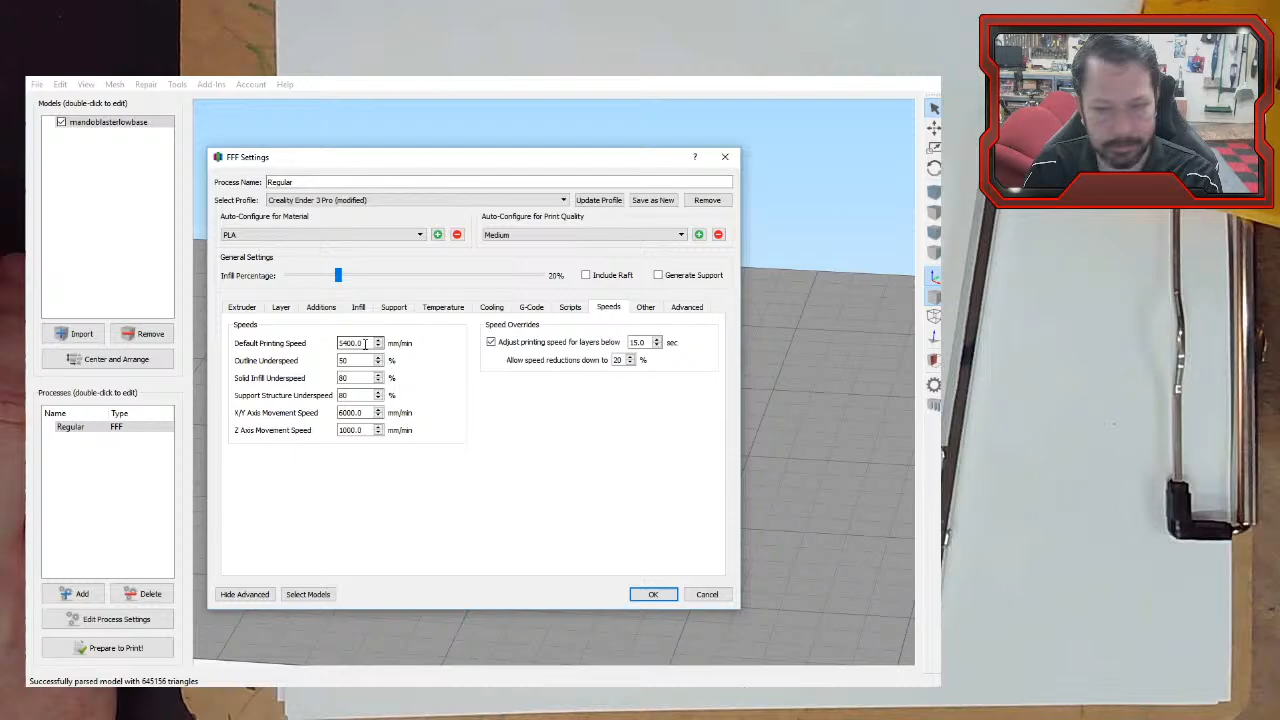 File Edit View Mesh Repair Tools Add-Ins Account Help
Models (double-click to edit)
mandoblasterlowbase
Import Remove
Center and Arrange
Processes (double-click to edit)
Name Type
Regular FFF
Add Delete
Edit Process Settings
Prepare to Print!
Successfully parsed model with 645156 triangles
FFF Settings ?
Process Name: Regular
Select Profile: Creality Ender 3 Pro (modified) Update Profile Save as New Remove
Auto-Configure for Material Auto-Configure for Print Quality
PLA Medium
General Settings
Infill Percentage: 20% Include Raft Generate Support
Extruder Layer Additions Infill Support Temperature Cooling G-Code Scripts Speeds Other Advanced
Speeds
Default Printing Speed 5400.0 mm/min
Outline Underspeed 50 %
Solid Infill Underspeed 80 %
Support Structure Underspeed 80 %
X/Y Axis Movement Speed 6000.0 mm/min
Z Axis Movement Speed 1000.0 mm/min
Speed Overrides
Adjust printing speed for layers below 15.0 sec
Allow speed reductions down to 20 %
Hide Advanced Select Models OK Cancel